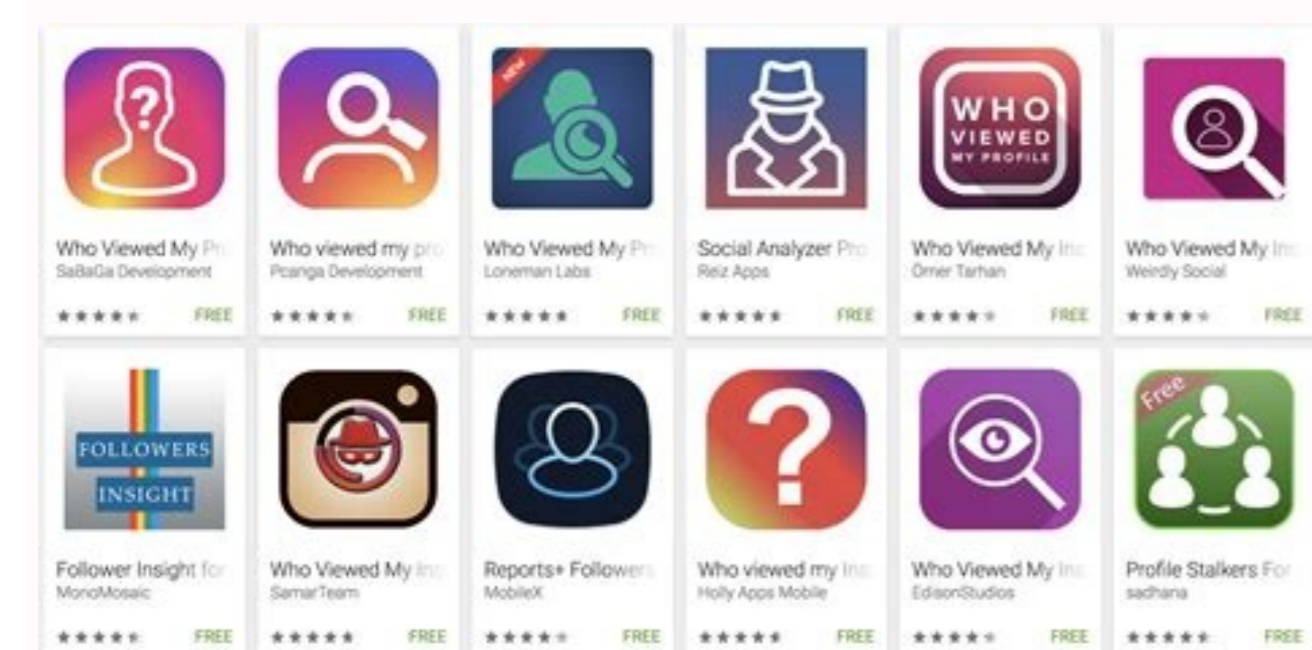 NEW
WHO
VIEWED
MY PROFILE
Who Viewed My Pr
SaBaGa Development
FREE
Who viewed my pro
Pcanga Development
FREE
Who Viewed My Pr
Loneman Labs
FREE
Social Analyzer Pro
Reiz Apps
FREE
Who Viewed My Ins
Ömer Tarhan
FREE
Who Viewed My Ins
Weirdly Social
FREE
FOLLOWERS
INSIGHT
?
Free
Follower Insight for
MonoMosaic
FREE
Who Viewed My Ins
SamarTeam
FREE
Reports+ Followers
MobileX
FREE
Who viewed my Ins
Holly Apps Mobile
FREE
Who Viewed My Ins
EdisonStudios
FREE
Profile Stalkers For
sadhana
FREE